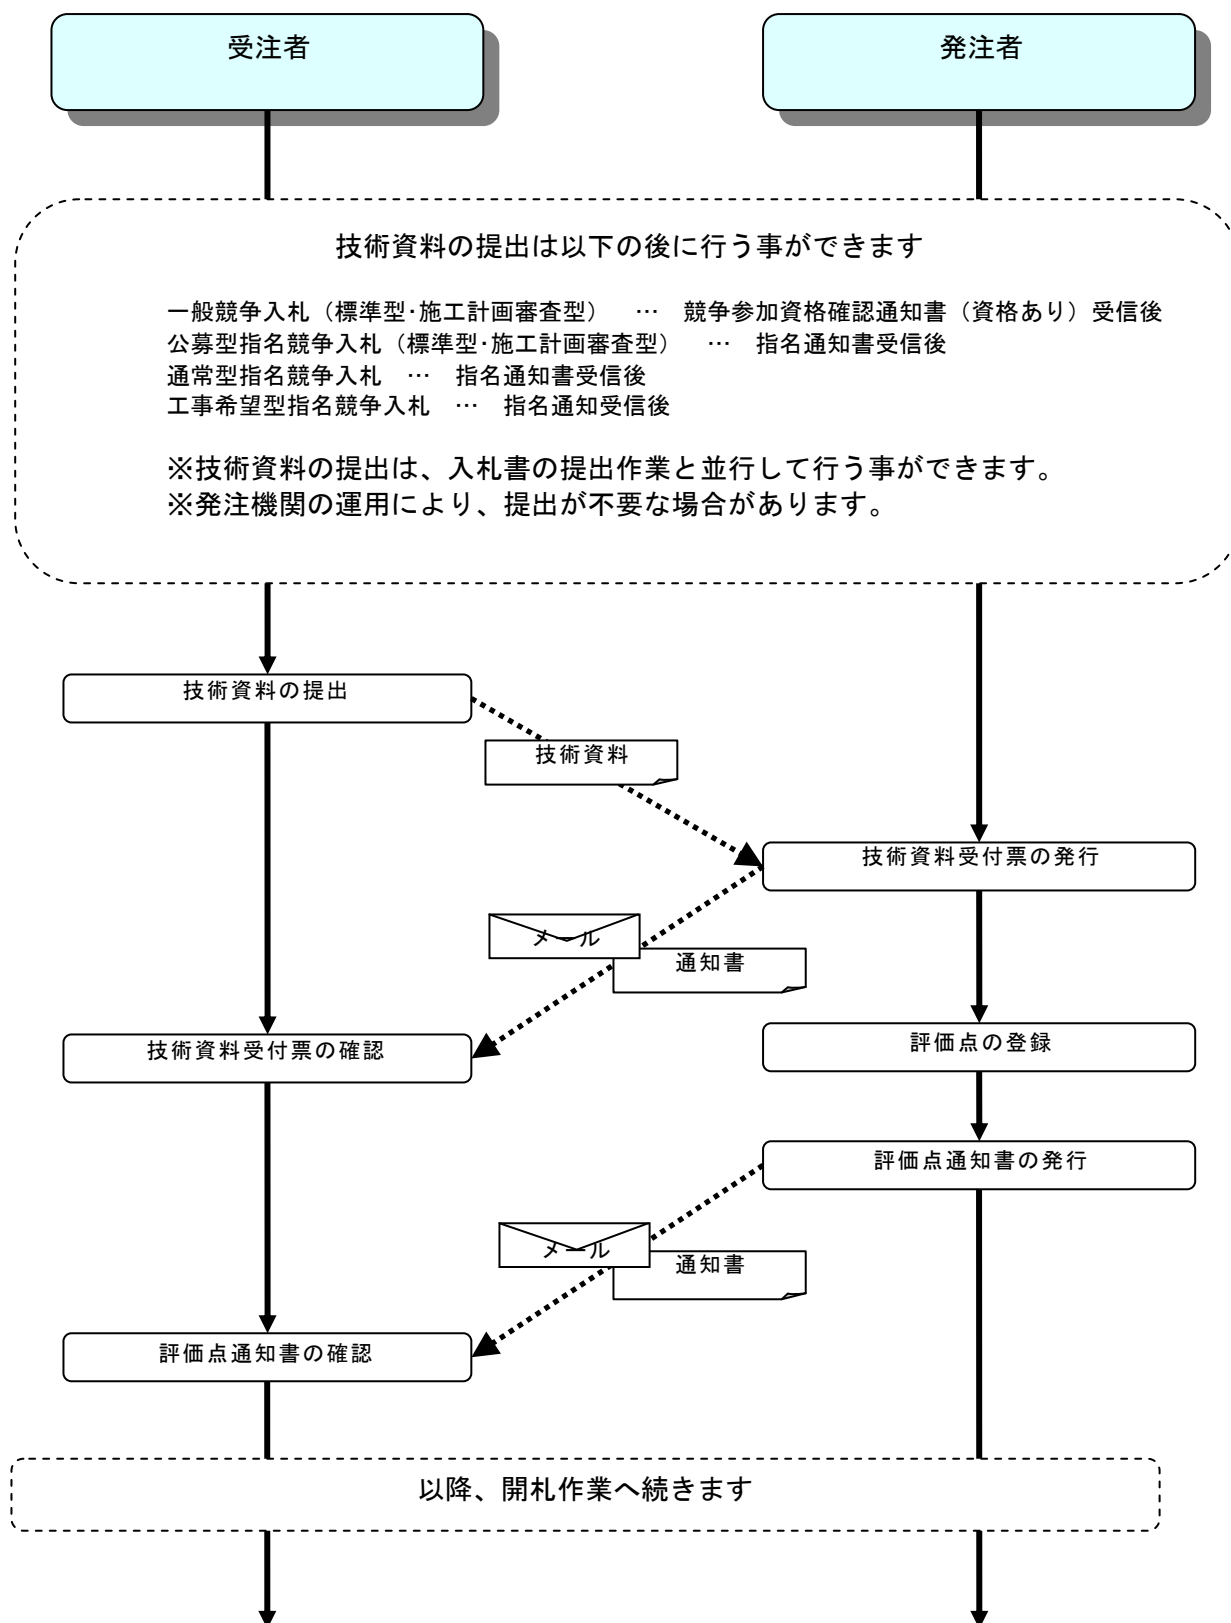 受注者
発注者
技術資料の提出は以下の後に行う事ができます
一般競争入札（標準型･施工計画審査型）　…　競争参加資格確認通知書（資格あり）受信後
公募型指名競争入札（標準型･施工計画審査型）　…　指名通知書受信後
通常型指名競争入札　…　指名通知書受信後
工事希望型指名競争入札　…　指名通知受信後
※技術資料の提出は、入札書の提出作業と並行して行う事ができます。
※発注機関の運用により、提出が不要な場合があります。
技術資料の提出
技術資料
技術資料受付票の発行
メール
通知書
評価点の登録
技術資料受付票の確認
評価点通知書の発行
メール
通知書
評価点通知書の確認
以降、開札作業へ続きます